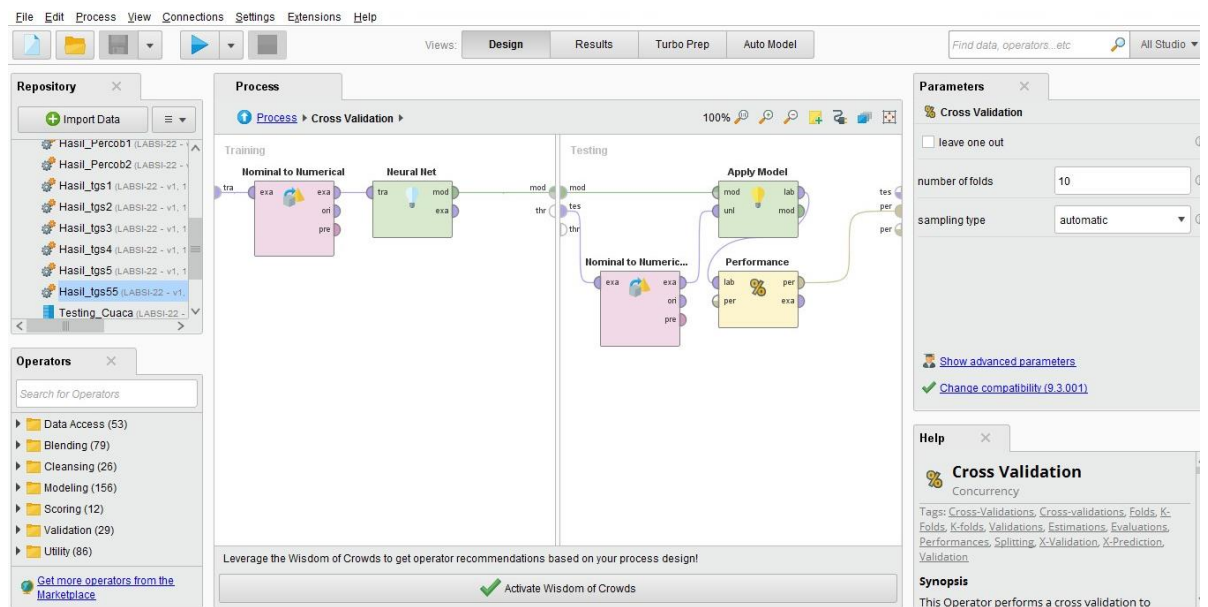 File Edit Process View Connections Settings Extensions Help
Views: Design Results Turbo Prep Auto Model
Find data, operators...etc All Studio
Repository
Import Data
Hasil_Percob1 (LABSI-22 -
Hasil_Percob2 (LABSI-22 -
Hasil_tgs1 (LABSI-22 - v1, 1
Hasil_tgs2 (LABSI-22 - v1, 1
Hasil_tgs3 (LABSI-22 - v1, 1
Hasil_tgs4 (LABSI-22 - v1, 1
Hasil_tgs5 (LABSI-22 - v1, 1
Hasil_tgs55 (LABSI-22 - v1,
Testing_Cuaca (LABSI-22 -
Operators
Search for Operators
Data Access (53)
Blending (79)
Cleansing (26)
Modeling (156)
Scoring (12)
Validation (29)
Utility (86)
Get more operators from the
Marketplace
Process
Process Cross Validation
100%
Training
Nominal to Numerical
tra
exa exa
ori
pre
Neural Net
tra mod
exa
mod
thr
Testing
mod
tes
thr
Apply Model
mod lab
unl mod
Nominal to Numeric...
exa exa
ori
pre
Performance
lab per
per exa
tes
per
per
Leverage the Wisdom of Crowds to get operator recommendations based on your process design!
Activate Wisdom of Crowds
Parameters
Cross Validation
leave one out
number of folds 10
sampling type automatic
Show advanced parameters
Change compatibility (9.3.001)
Help
Cross Validation
Concurrency
Tags: Cross-Validations, Cross-validations, Folds, K-
Folds, K-folds, Validations, Estimations, Evaluations,
Performances, Splitting, X-Validation, X-Prediction,
Validation
Synopsis
This Operator performs a cross validation to